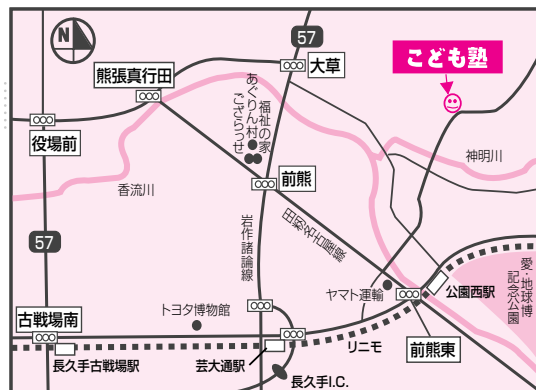 N
57
大草
こども塾
熊張真行田
福祉の家
あぐりん村
ござらっせ
役場前
神明川
前熊
香流川
57
岩作諸論線
田籾名古屋線
愛・地球博
記念公園
公園西駅
ヤマト運輸
トヨタ博物館
古戦場南
リニモ
前熊東
長久手古戦場駅
芸大通駅
長久手I.C.